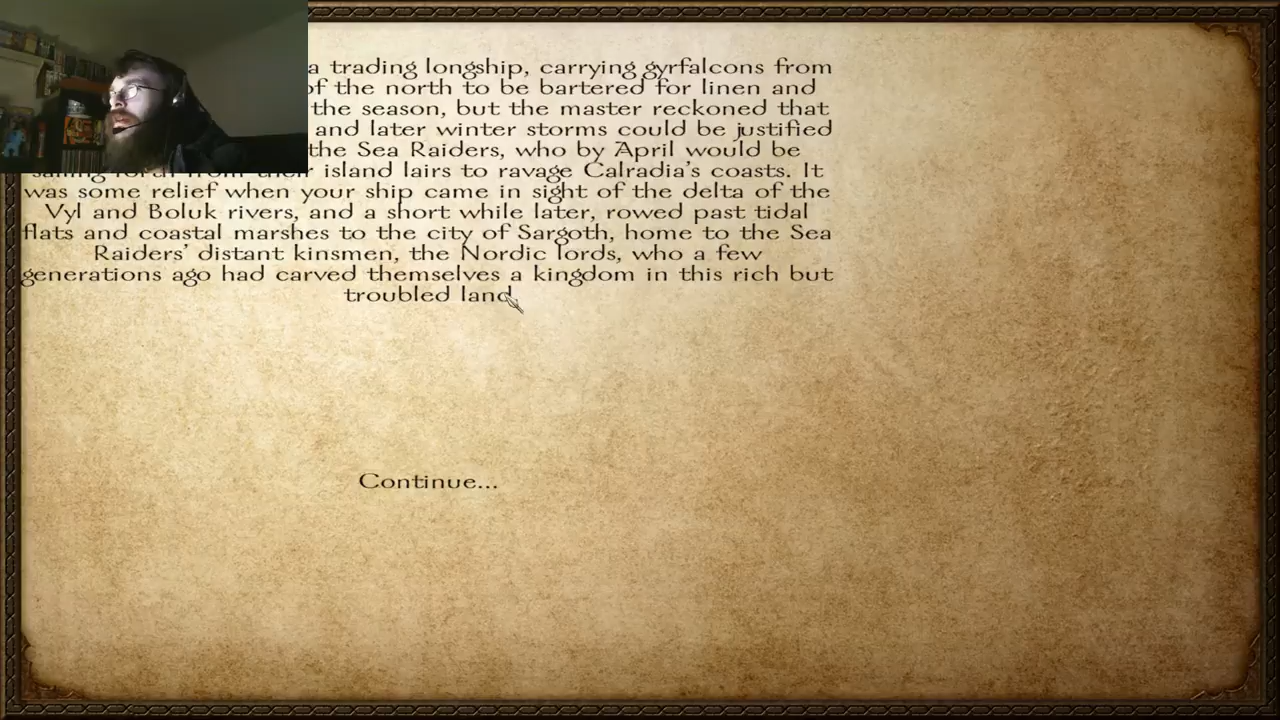 a trading longship, carrying gyrfalcons from
of the north to be bartered for linen and
the season, but the master reckoned that
and later winter storms could be justified
the Sea Raiders, who by April would be
island lairs to ravage Calradia's coasts. It
was some relief when your ship came in sight of the delta of the
Vyl and Boluk rivers, and a short while later, rowed past tidal
flats and coastal marshes to the city of Sargoth, home to the Sea
Raiders' distant kinsmen, the Nordic lords, who a few
generations ago had carved themselves a kingdom in this rich but
troubled land.
Continue...